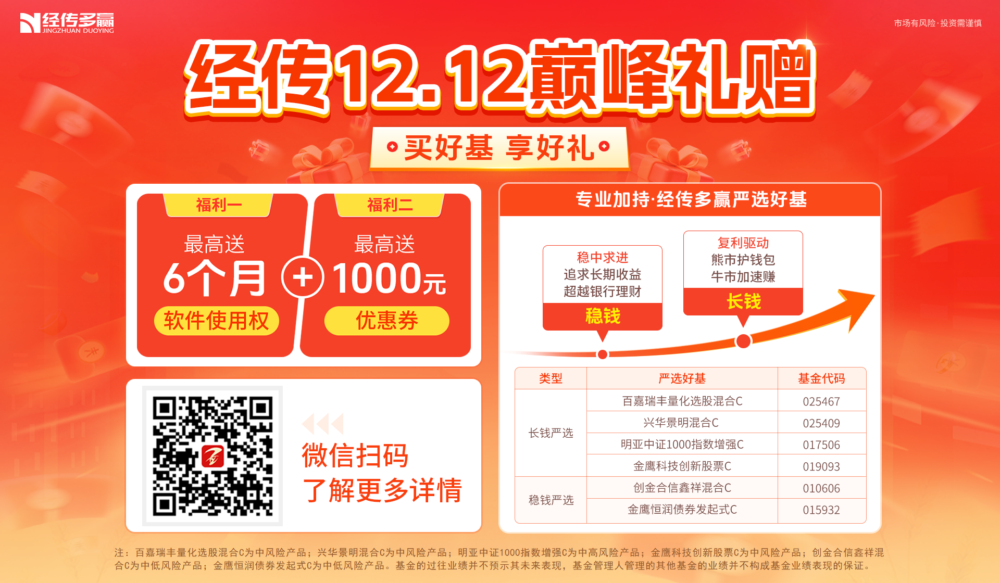 经传多赢
JINGZHUAN DUOYING
市场有风险·投资需谨慎
经传12.12巅峰礼赠
买好基 享好礼
福利一
最高送
6个月
软件使用权
+
福利二
最高送
1000元
优惠券
微信扫码
了解更多详情
专业加持·经传多赢严选好基
稳中求进
追求长期收益
超越银行理财
稳钱
复利驱动
熊市护钱包
牛市加速赚
长钱
类型 严选好基 基金代码
长钱严选
百嘉瑞丰量化选股混合C 025467
兴华景明混合C 025409
明亚中证1000指数增强C 017506
金鹰科技创新股票C 019093
稳钱严选
创金合信鑫祥混合C 010606
金鹰恒润债券发起式C 015932
注：百嘉瑞丰量化选股混合C为中风险产品；兴华景明混合C为中风险产品；明亚中证1000指数增强C为中高风险产品；金鹰科技创新股票C为中风险产品；创金合信鑫祥混
合C为中低风险产品；金鹰恒润债券发起式C为中低风险产品。基金的过往业绩并不预示其未来表现，基金管理人管理的其他基金的业绩并不构成基金业绩表现的保证。